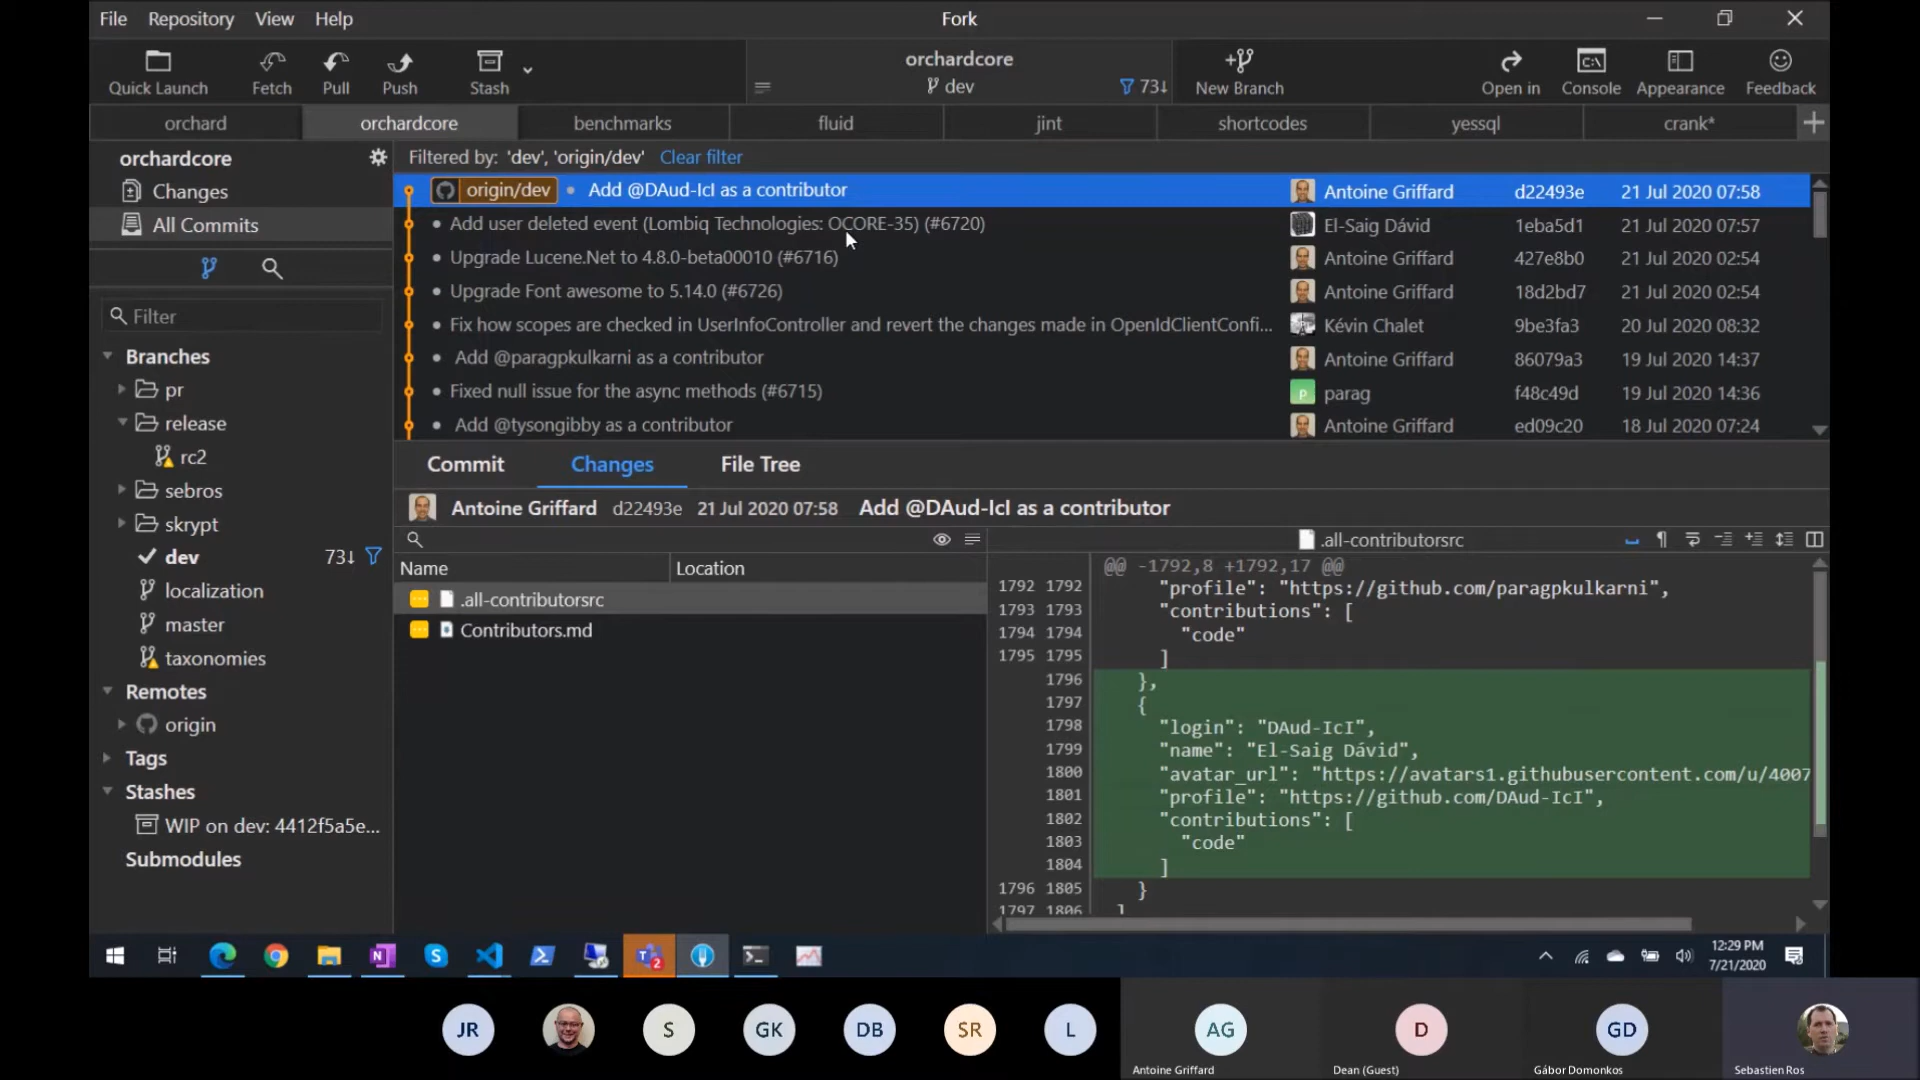 File Repository View Help
Fork
Quick Launch
Fetch
Pull
Push
Stash
orchardcore
dev
73↓
New Branch
Open in
Console
Appearance
Feedback
orchard
orchardcore
benchmarks
fluid
jint
shortcodes
yessql
crank*
orchardcore
Changes
All Commits
Filter
Branches
pr
release
rc2
sebros
skrypt
dev 73↓
localization
master
taxonomies
Remotes
origin
Tags
Stashes
WIP on dev: 4412f5a5e...
Submodules
Filtered by: 'dev', 'origin/dev' Clear filter
origin/dev Add @DAud-IcI as a contributor Antoine Griffard d22493e 21 Jul 2020 07:58
Add user deleted event (Lombiq Technologies: OCORE-35) (#6720) El-Saig Dávid 1eba5d1 21 Jul 2020 07:57
Upgrade Lucene.Net to 4.8.0-beta00010 (#6716) Antoine Griffard 427e8b0 21 Jul 2020 02:54
Upgrade Font awesome to 5.14.0 (#6726) Antoine Griffard 18d2bd7 21 Jul 2020 02:54
Fix how scopes are checked in UserInfoController and revert the changes made in OpenIdClientConfi... Kévin Chalet 9be3fa3 20 Jul 2020 08:32
Add @paragpkulkarni as a contributor Antoine Griffard 86079a3 19 Jul 2020 14:37
Fixed null issue for the async methods (#6715) p parag f48c49d 19 Jul 2020 14:36
Add @tysongibby as a contributor Antoine Griffard ed09c20 18 Jul 2020 07:24
Commit
Changes
File Tree
Antoine Griffard d22493e 21 Jul 2020 07:58 Add @DAud-IcI as a contributor
Name Location
.all-contributorsrc
Contributors.md
.all-contributorsrc
@@ -1792,8 +1792,17 @@
1792 1792 "profile": "https://github.com/paragpkulkarni",
1793 1793 "contributions": [
1794 1794 "code"
1795 1795 ]
1796 },
1797 {
1798 "login": "DAud-IcI",
1799 "name": "El-Saig Dávid",
1800 "avatar_url": "https://avatars1.githubusercontent.com/u/4007
1801 "profile": "https://github.com/DAud-IcI",
1802 "contributions": [
1803 "code"
1804 ]
1796 1805 }
1797 1806 ]
12:29 PM
7/21/2020
JR
S
GK
DB
SR
L
AG
Antoine Griffard
D
Dean (Guest)
GD
Gábor Domonkos
Sebastien Ros